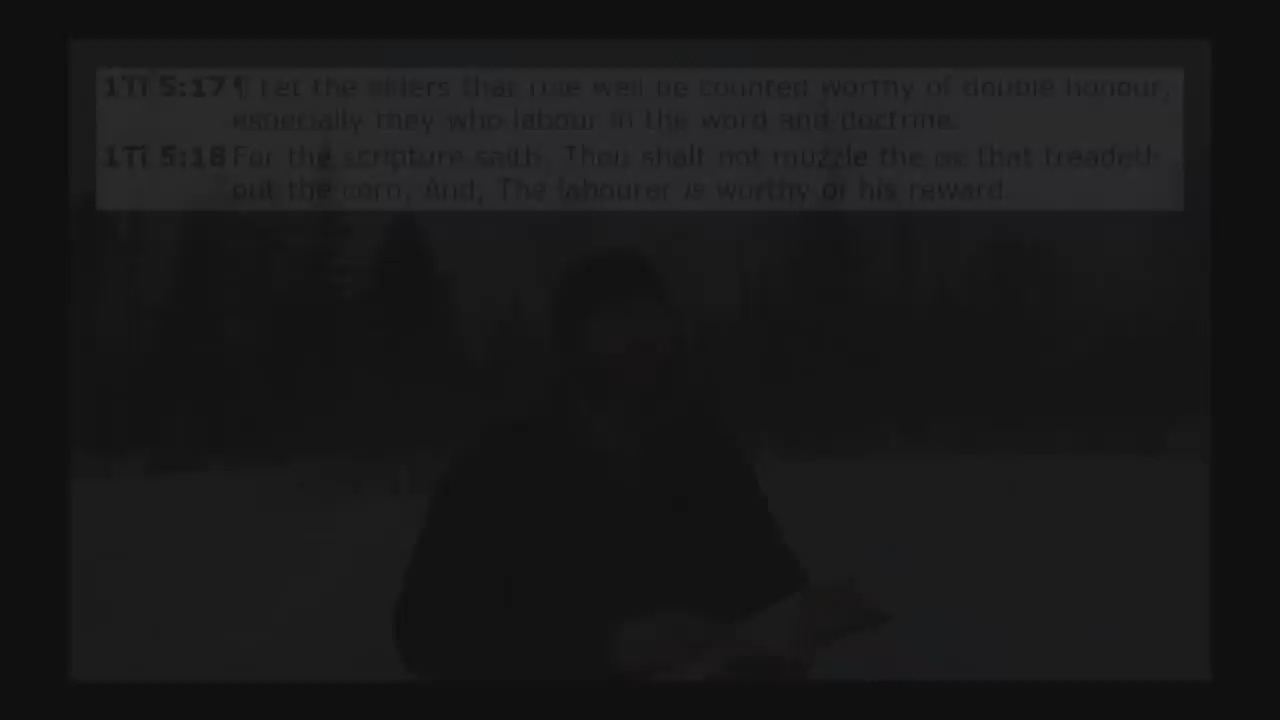 1Ti 5:17 ¶ Let the elders that rule well be counted worthy of double honour,
especially they who labour in the word and doctrine.
1Ti 5:18 For the scripture saith, Thou shalt not muzzle the ox that treadeth
out the corn. And, The labourer is worthy of his reward.